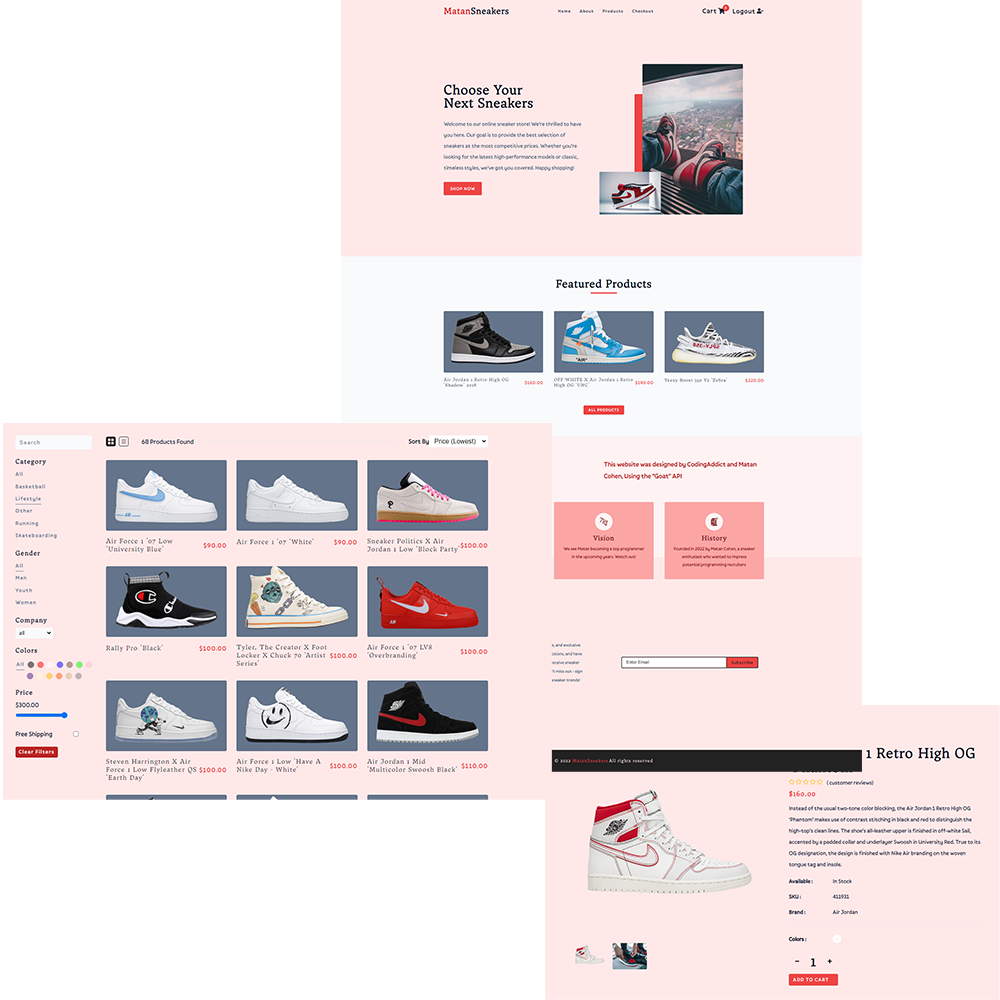 MatanSneakers
Home About Products Checkout
Cart Logout
Choose Your
Next Sneakers
Welcome to our online sneaker store! We're thrilled to have
you here. Our goal is to provide the best selection of
sneakers at the most competitive prices. Whether you're
looking for the latest high-performance models or classic,
timeless styles, we've got you covered. Happy shopping!
SHOP NOW
Featured Products
Air Jordan 1 Retro High OG
'Shadow' 2018
$160.00
OFF-WHITE X Air Jordan 1 Retro
High OG 'UNC'
$190.00
Yeezy Boost 350 V2 'Zebra'
$220.00
ALL PRODUCTS
This website was designed by CodingAddict and Matan
Cohen, Using the "Goat" API
Vision
We see Matan becoming a top programmer
in the upcoming years. Watch out!
History
Founded in 2022 by Matan Cohen, a sneaker
enthusiast who wanted to impress
potential programming recruiters
, and exclusive
ctions, and have
receive sneaker
't miss out - sign
sneaker trends!
Enter Email
Subscribe
© 2022 MatanSneakers All rights reserved
Search
Category
All
Basketball
Lifestyle
Other
Running
Skateboarding
Gender
All
Men
Youth
Women
Company
all
Colors
All
Price
$300.00
Free Shipping
Clear Filters
68 Products Found
Sort By Price (Lowest)
Air Force 1 '07 Low
'University Blue'
$90.00
Air Force 1 '07 'White'
$90.00
Sneaker Politics X Air
Jordan 1 Low 'Block Party'
$100.00
Rally Pro 'Black'
$100.00
Tyler, The Creator X Foot
Locker X Chuck 70 'Artist
Series'
$100.00
Air Force 1 '07 LV8
'Overbranding'
$100.00
Steven Harrington X Air
Force 1 Low Flyleather QS
'Earth Day'
$100.00
Air Force 1 Low 'Have A
Nike Day - White'
$100.00
Air Jordan 1 Mid
'Multicolor Swoosh Black'
$110.00
1 Retro High OG
( customer reviews)
$160.00
Instead of the usual two-tone color blocking, the Air Jordan 1 Retro High OG
'Phantom' makes use of contrast stitching in black and red to distinguish the
high-top's clean lines. The shoe's all-leather upper is finished in off-white Sail,
accented by a padded collar and underlayer Swoosh in University Red. True to its
OG designation, the design is finished with Nike Air branding on the woven
tongue tag and insole.
Available : In Stock
SKU : 411931
Brand : Air Jordan
Colors :
- 1 +
ADD TO CART